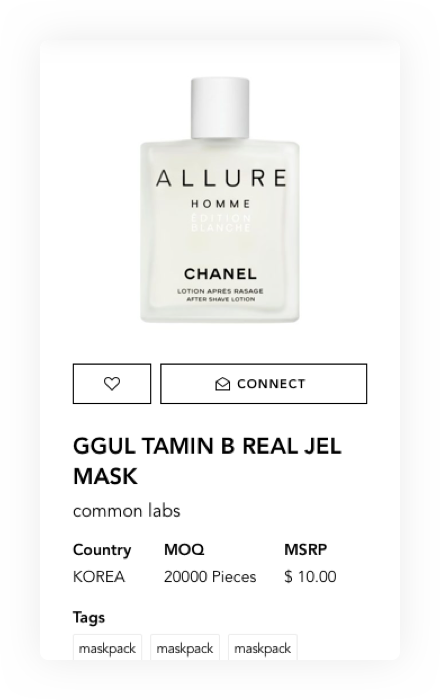 ALLURE
HOMME
EDITION
BLANCHE
CHANEL
LOTION APRÈS RASAGE
AFTER SHAVE LOTION
CONNECT
GGUL TAMIN B REAL JEL
MASK
common labs
Country MOQ MSRP
KOREA 20000 Pieces $ 10.00
Tags
maskpack maskpack maskpack